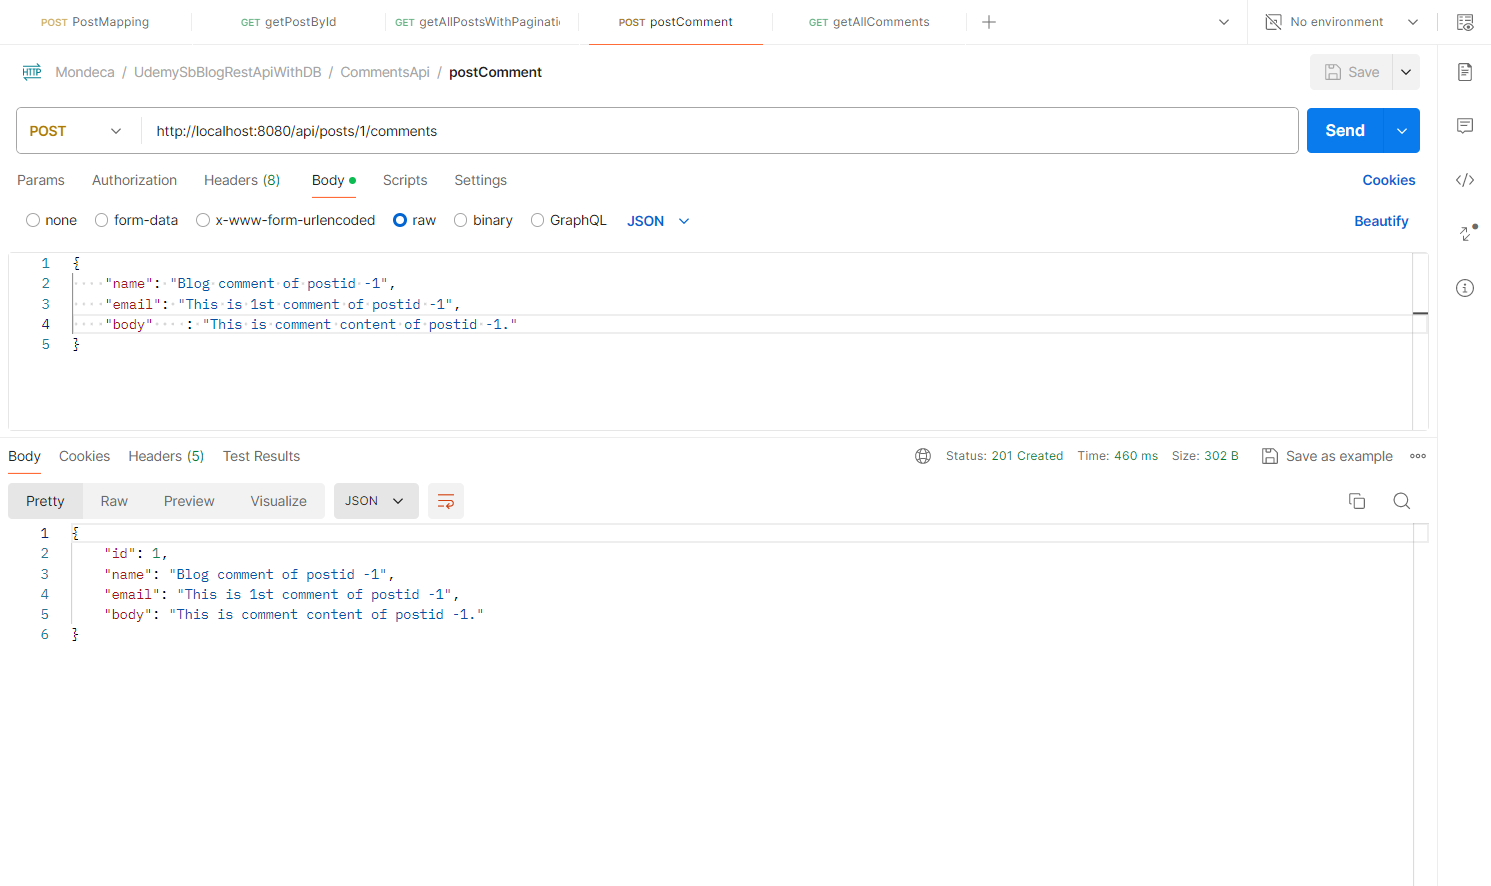 POST PostMapping GET getPostById GET getAllPostsWithPaginati POST postComment GET getAllComments No environment
HTTP Mondeca / UdemySbBlogRestApiWithDB / CommentsApi / postComment Save
POST http://localhost:8080/api/posts/1/comments Send
Params Authorization Headers (8) Body Scripts Settings Cookies
none form-data x-www-form-urlencoded raw binary GraphQL JSON Beautify
1 {
2 "name": "Blog comment of postid -1",
3 "email": "This is 1st comment of postid -1",
4 "body" : "This is comment content of postid -1."
5 }
Body Cookies Headers (5) Test Results Status: 201 Created Time: 460 ms Size: 302 B Save as example
Pretty Raw Preview Visualize JSON
1 {
2 "id": 1,
3 "name": "Blog comment of postid -1",
4 "email": "This is 1st comment of postid -1",
5 "body": "This is comment content of postid -1."
6 }